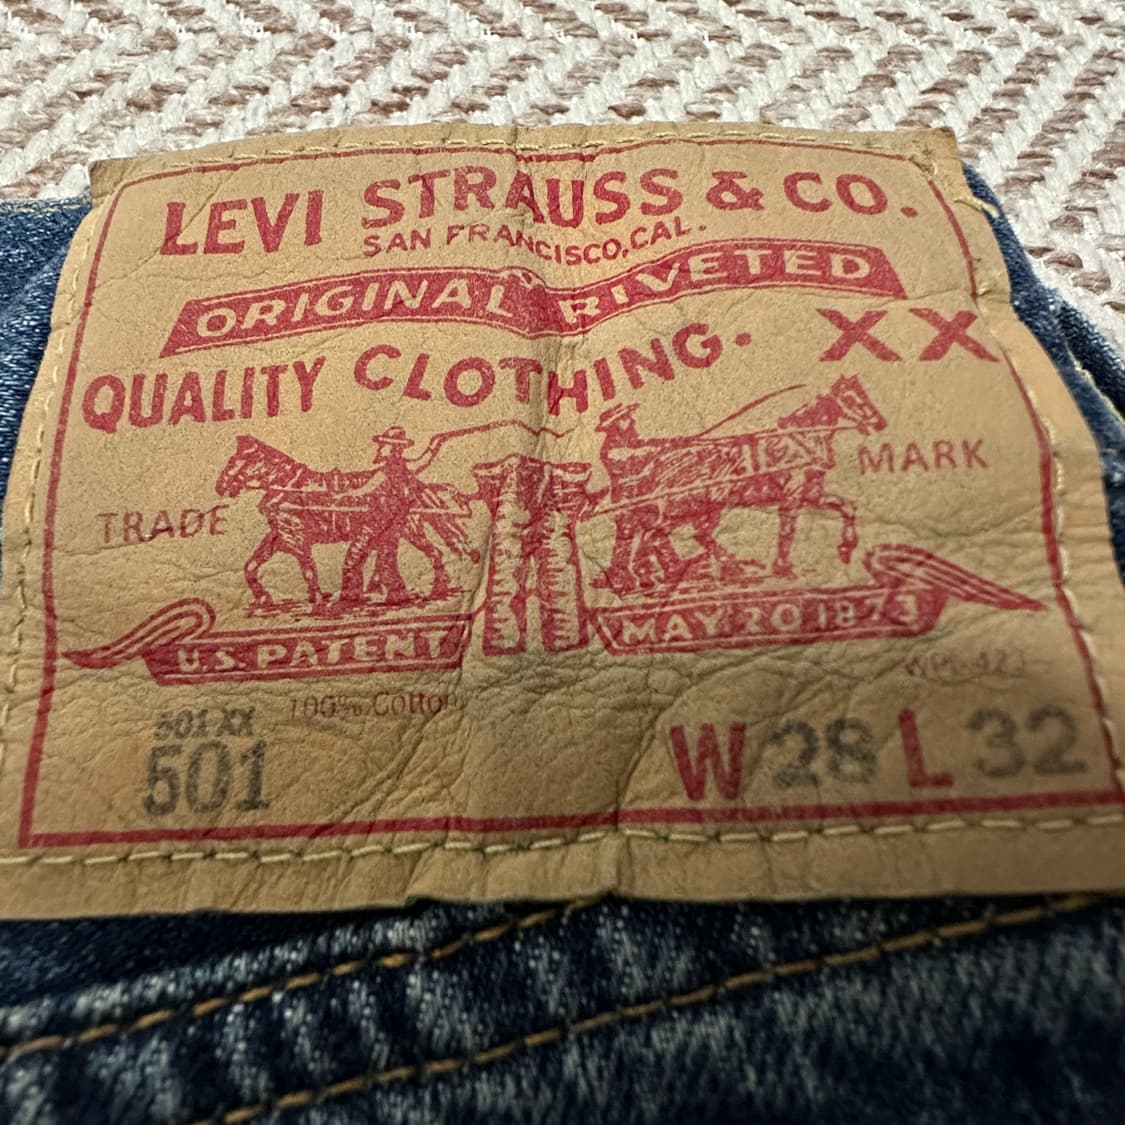 LEVI STRAUSS & CO.
SAN FRANCISCO, CAL.
ORIGINAL RIVETED
QUALITY CLOTHING. XX
TRADE MARK
U.S. PATENT MAY 20 1873
100% Cotton
501 XX
501 W 28 L 32